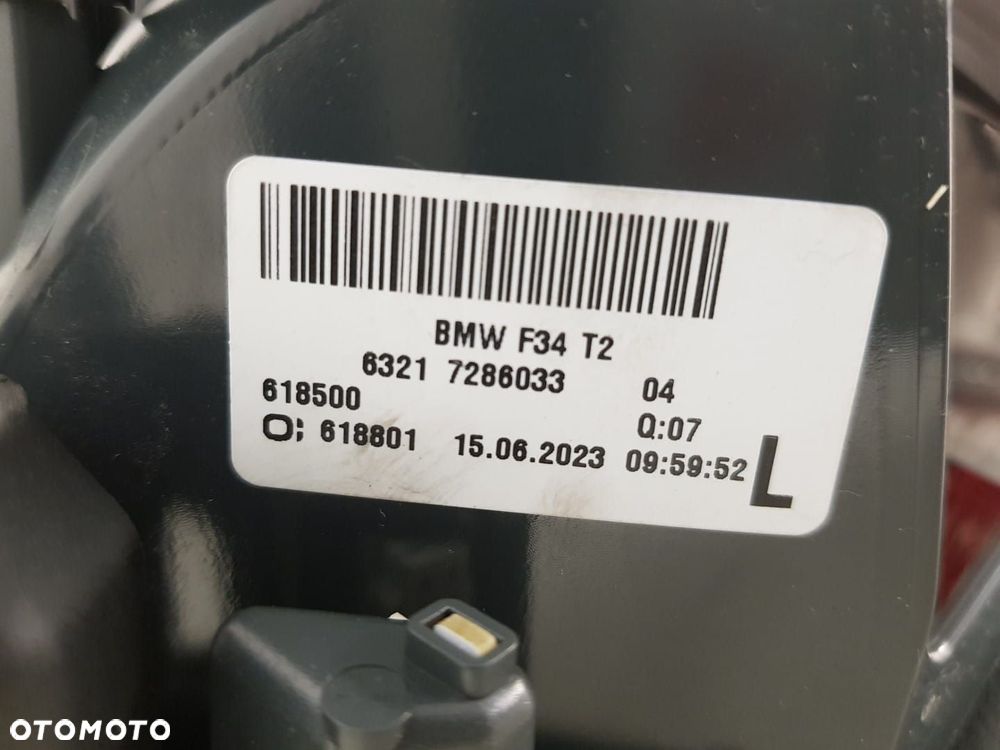 BMW F34 T2
6321 7286033 04
618500 Q:07
618801 15.06.2023 09:59:52 L
OTOMOTO